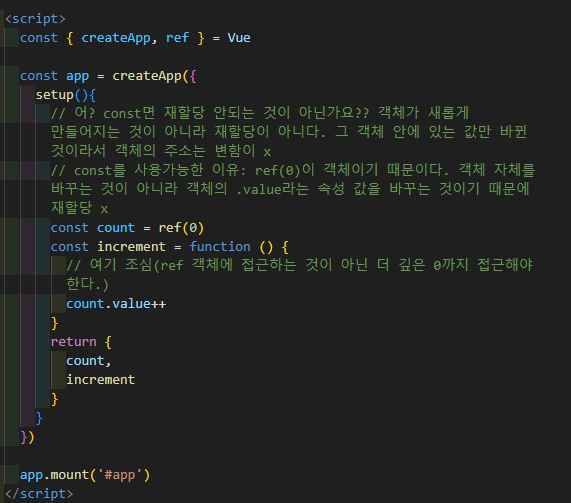 <script>
const { createApp, ref } = Vue
const app = createApp({
setup(){
// 어? const면 재할당 안되는 것이 아닌가요?? 객체가 새롭게
만들어지는 것이 아니라 재할당이 아니다. 그 객체 안에 있는 값만 바뀐
것이라서 객체의 주소는 변함이 x
// const를 사용가능한 이유: ref(0)이 객체이기 때문이다. 객체 자체를
바꾸는 것이 아니라 객체의 .value라는 속성 값을 바꾸는 것이기 때문에
재할당 x
const count = ref(0)
const increment = function () {
// 여기 조심(ref 객체에 접근하는 것이 아닌 더 깊은 0까지 접근해야
한다.)
count.value++
}
return {
count,
increment
}
}
})
app.mount('#app')
</script>